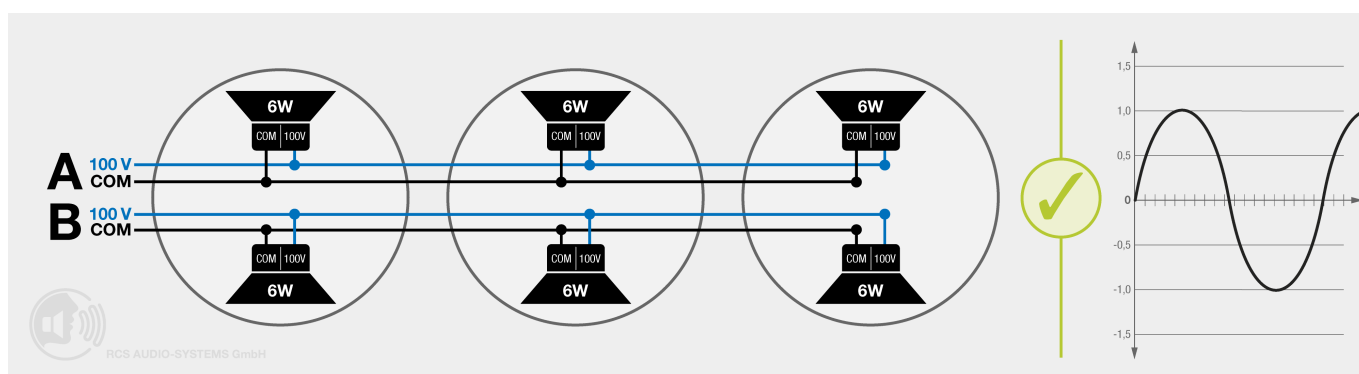 6W 6W 6W
COM 100V COM 100V COM 100V
A 100 V
COM
B 100 V
COM
COM 100V COM 100V COM 100V
6W 6W 6W
RCS AUDIO-SYSTEMS GmbH
1,5
1,0
0,5
0
-0,5
-1,0
-1,5